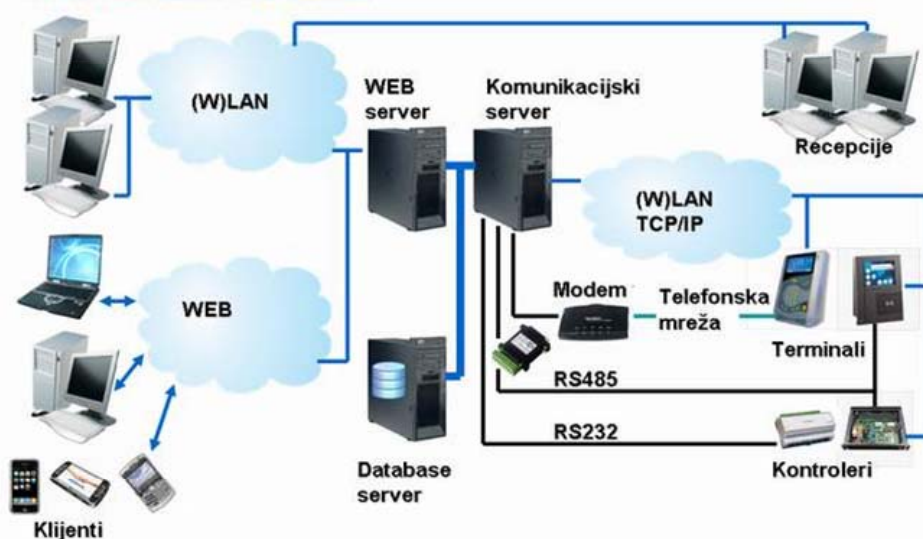 (W)LAN
WEB
server
Komunikacijski
server
Recepcije
(W)LAN
TCP/IP
WEB
Modem
Telefonska
mreža
Terminali
RS485
RS232
Database
server
Kontroleri
Klijenti